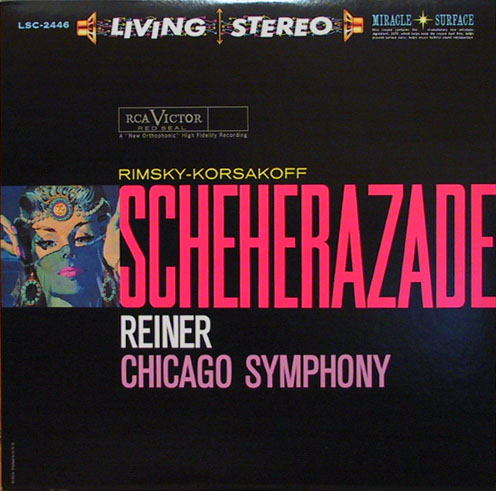 LSC-2446
LIVING STEREO
MIRACLE SURFACE
RCA VICTOR
RED SEAL
A "New Orthophonic" High Fidelity Recording
RIMSKY-KORSAKOFF
SCHEHERAZADE
REINER
CHICAGO SYMPHONY